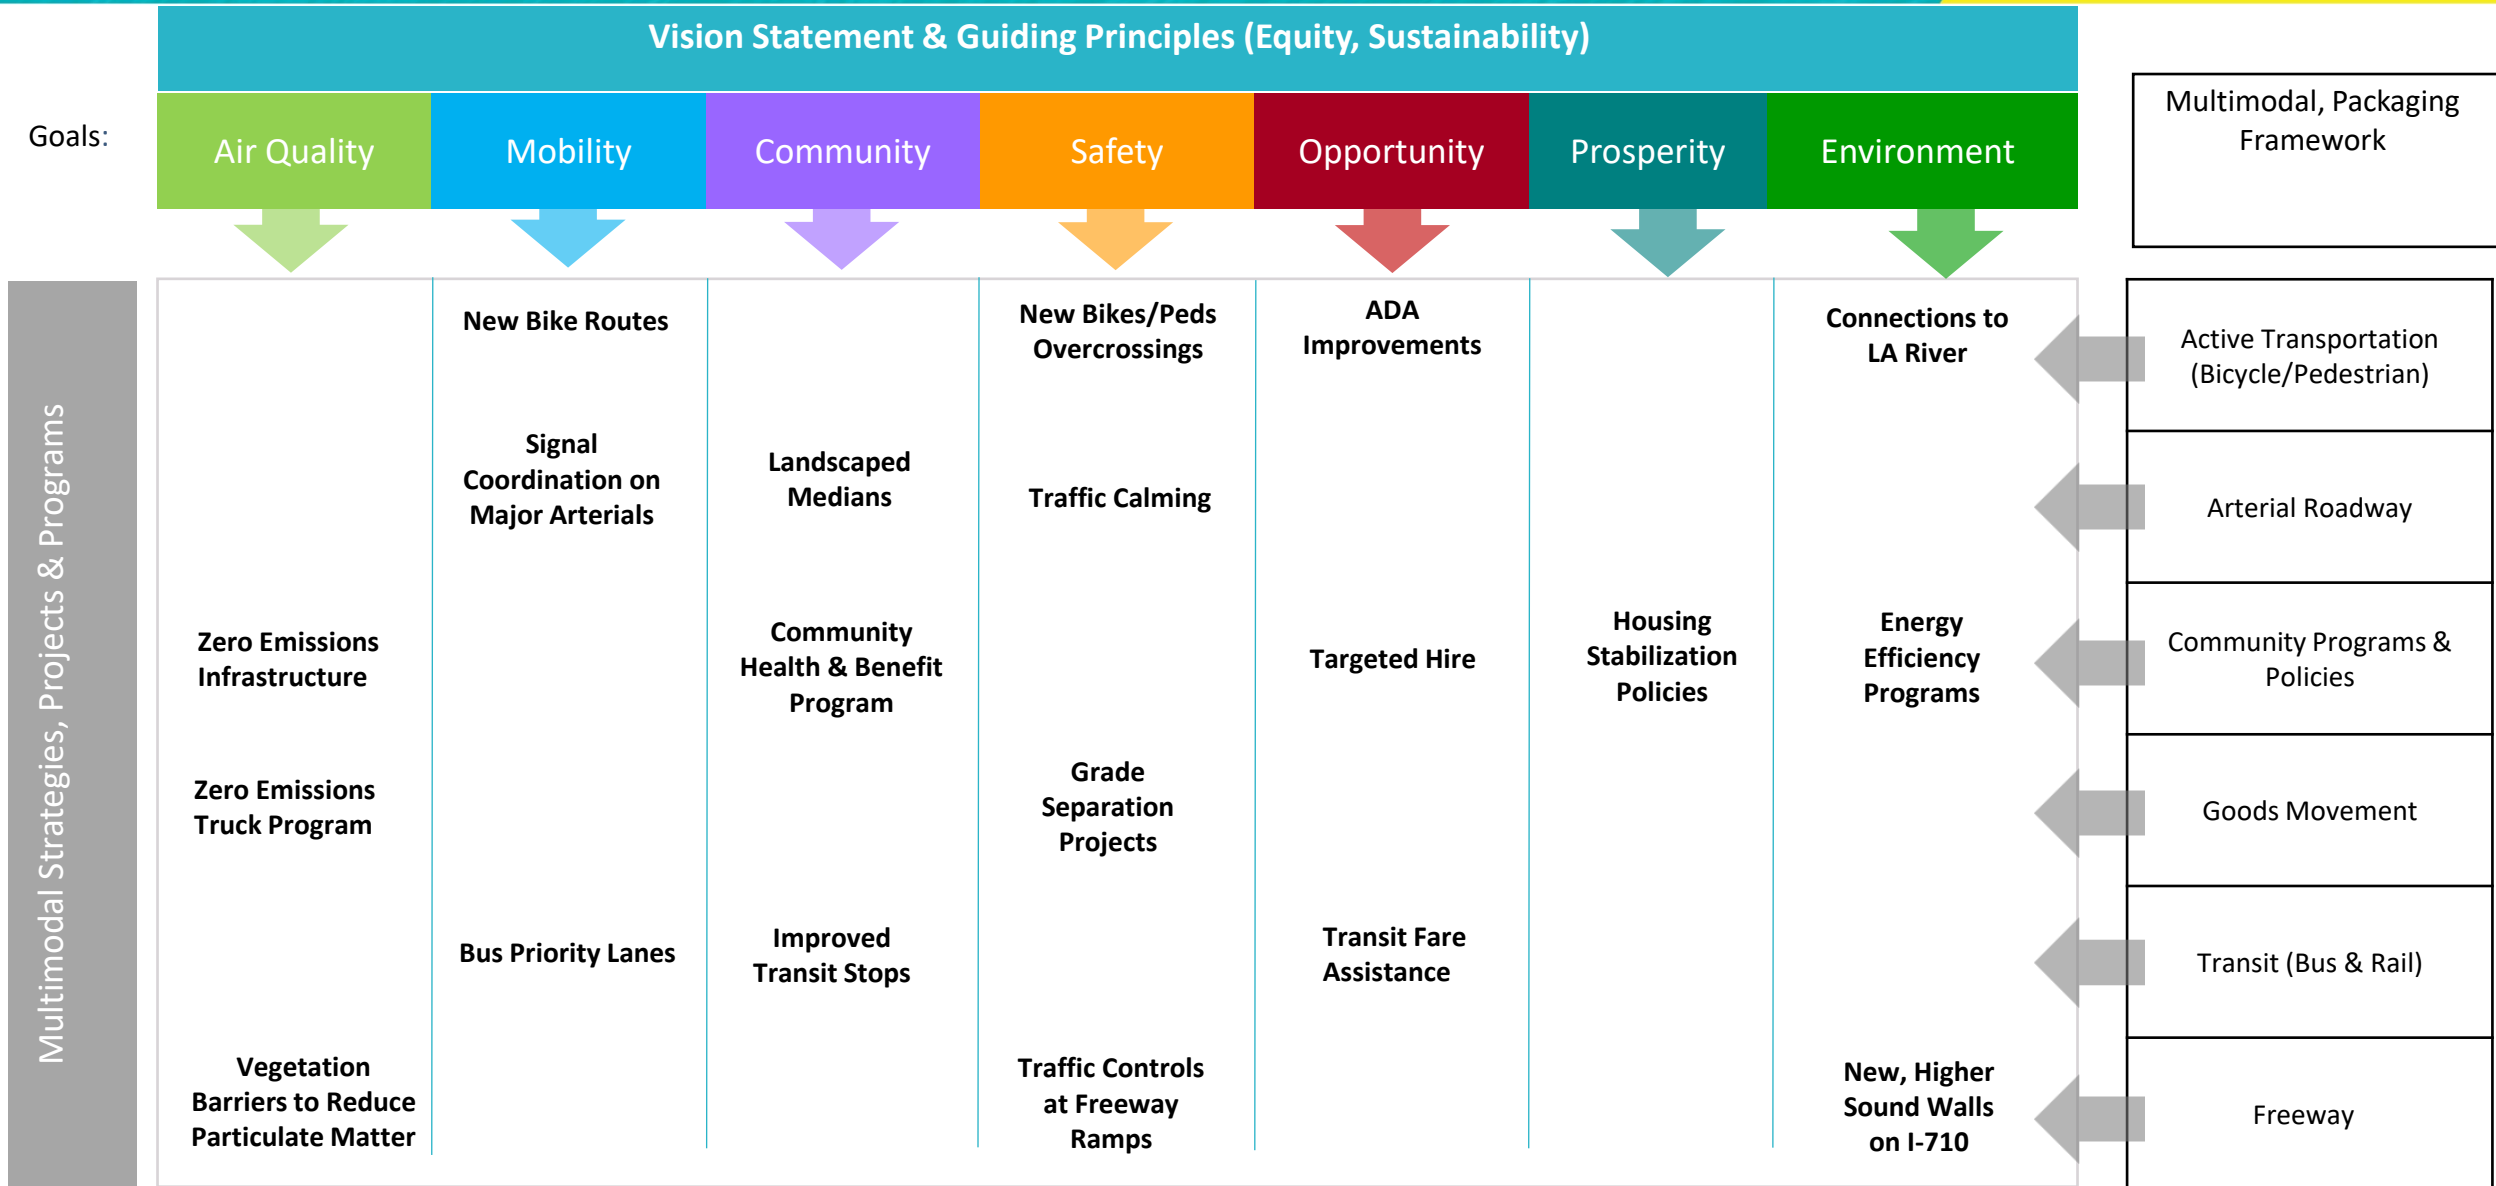 Vision Statement & Guiding Principles (Equity, Sustainability)
Goals:
Air Quality
Mobility
Community
Safety
Opportunity
Prosperity
Environment
Multimodal, Packaging
Framework
Multimodal Strategies, Projects & Programs
New Bike Routes
New Bikes/Peds
Overcrossings
ADA
Improvements
Connections to
LA River
Active Transportation
(Bicycle/Pedestrian)
Signal
Coordination on
Major Arterials
Landscaped
Medians
Traffic Calming
Arterial Roadway
Zero Emissions
Infrastructure
Community
Health & Benefit
Program
Targeted Hire
Housing
Stabilization
Policies
Energy
Efficiency
Programs
Community Programs &
Policies
Zero Emissions
Truck Program
Grade
Separation
Projects
Goods Movement
Bus Priority Lanes
Improved
Transit Stops
Transit Fare
Assistance
Transit (Bus & Rail)
Vegetation
Barriers to Reduce
Particulate Matter
Traffic Controls
at Freeway
Ramps
New, Higher
Sound Walls
on I-710
Freeway